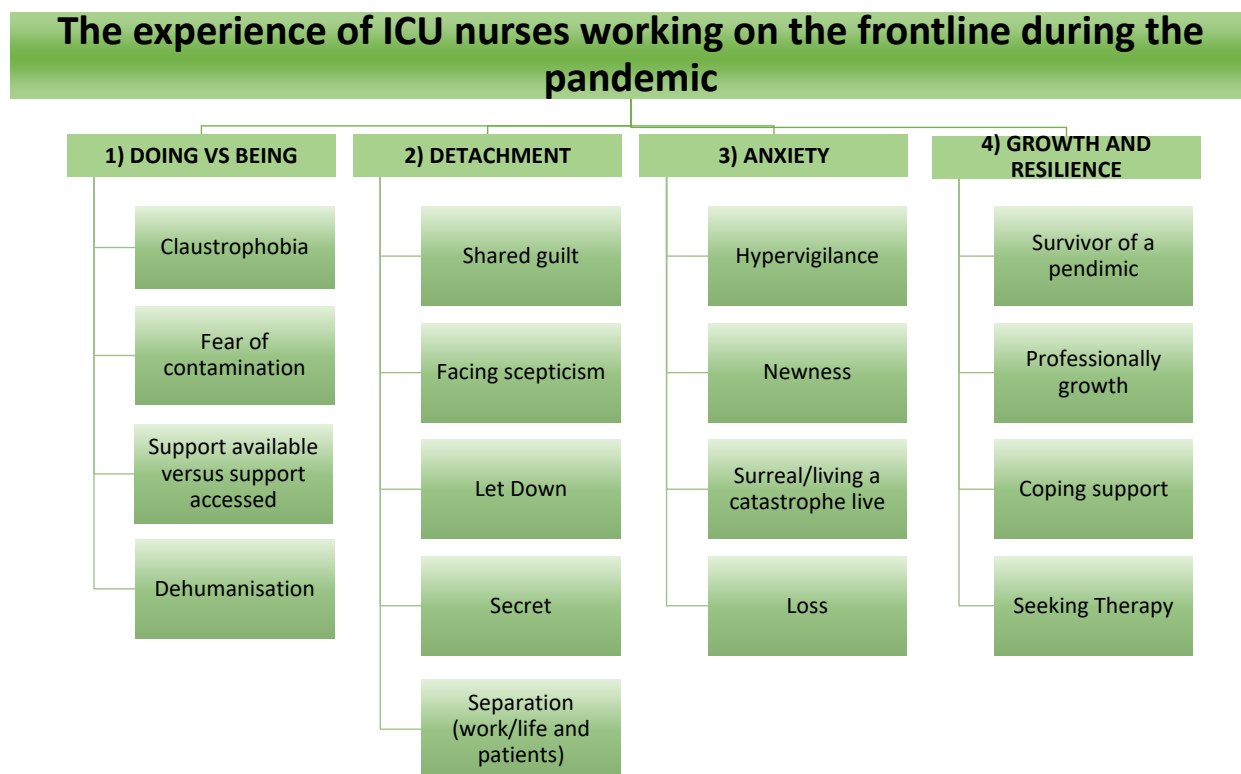 The experience of ICU nurses working on the frontline during the
pandemic
1) DOING VS BEING
Claustrophobia
Fear of
contamination
Support available
versus support
accessed
Dehumanisation
2) DETACHMENT
Shared guilt
Facing scepticism
Let Down
Secret
Separation
(work/life and
patients)
3) ANXIETY
Hypervigilance
Newness
Surreal/living a
catastrophe live
Loss
4) GROWTH AND
RESILIENCE
Survivor of a
pendimic
Professionally
growth
Coping support
Seeking Therapy